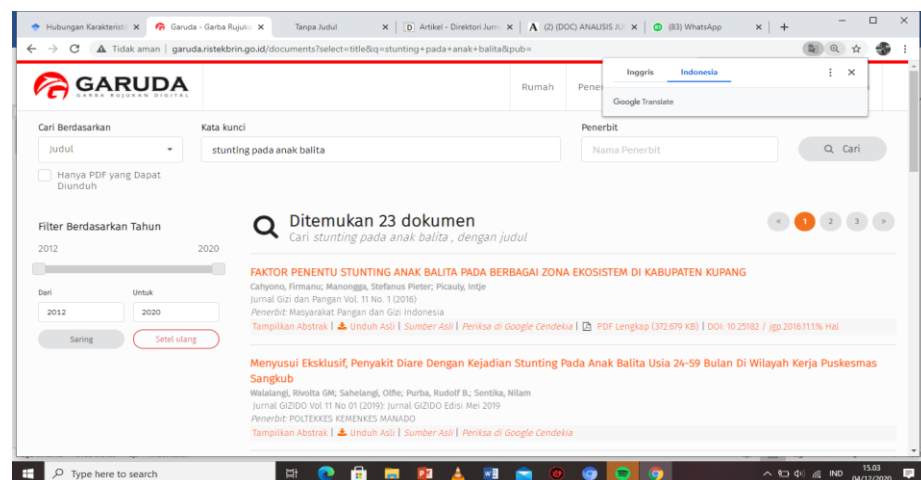 Hubungan Karakteristi
Garuda - Garba Rujuka
Tanpa Judul
Artikel - Direktori Jurna
(2) (DOC) ANALISIS JUR
(83) WhatsApp
Tidak aman | garuda.ristekbrin.go.id/documents?select=title&q=stunting+pada+anak+balita&pub=
Inggris Indonesia
Google Translate
GARUDA
GARBA RUJUKAN DIGITAL
Rumah
Pene
Cari Berdasarkan
Kata kunci
Penerbit
Judul
stunting pada anak balita
Nama Penerbit
Cari
Hanya PDF yang Dapat
Diunduh
Filter Berdasarkan Tahun
2012 2020
Dari Untuk
2012 2020
Saring Setel ulang
Ditemukan 23 dokumen
Cari stunting pada anak balita , dengan judul
« 1 2 3 »
FAKTOR PENENTU STUNTING ANAK BALITA PADA BERBAGAI ZONA EKOSISTEM DI KABUPATEN KUPANG
Cahyono, Firmanu; Manongga, Stefanus Pieter; Picauly, Intje
Jurnal Gizi dan Pangan Vol. 11 No. 1 (2016)
Penerbit: Masyarakat Pangan dan Gizi Indonesia
Tampilkan Abstrak | Unduh Asli | Sumber Asli | Periksa di Google Cendekia | PDF Lengkap (372.679 KB) | DOI: 10.25182 / jgp.2016.11.1.% Hal
Menyusui Eksklusif, Penyakit Diare Dengan Kejadian Stunting Pada Anak Balita Usia 24-59 Bulan Di Wilayah Kerja Puskesmas
Sangkub
Walalangi, Rivolta GM; Sahelangi, Olfie; Purba, Rudolf B.; Sentika, Nilam
Jurnal GIZIDO Vol 11 No 01 (2019): Jurnal GIZIDO Edisi Mei 2019
Penerbit: POLTEKKES KEMENKES MANADO
Tampilkan Abstrak | Unduh Asli | Sumber Asli | Periksa di Google Cendekia
Type here to search
IND
15.03
04/12/2020